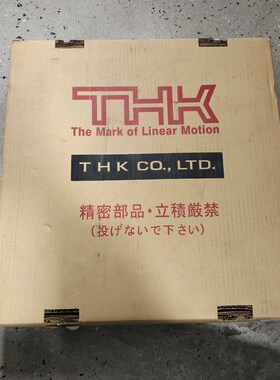 THK
The Mark of Linear Motion
THK CO., LTD.
精密部品・立積厳禁
(投げないで下さい)